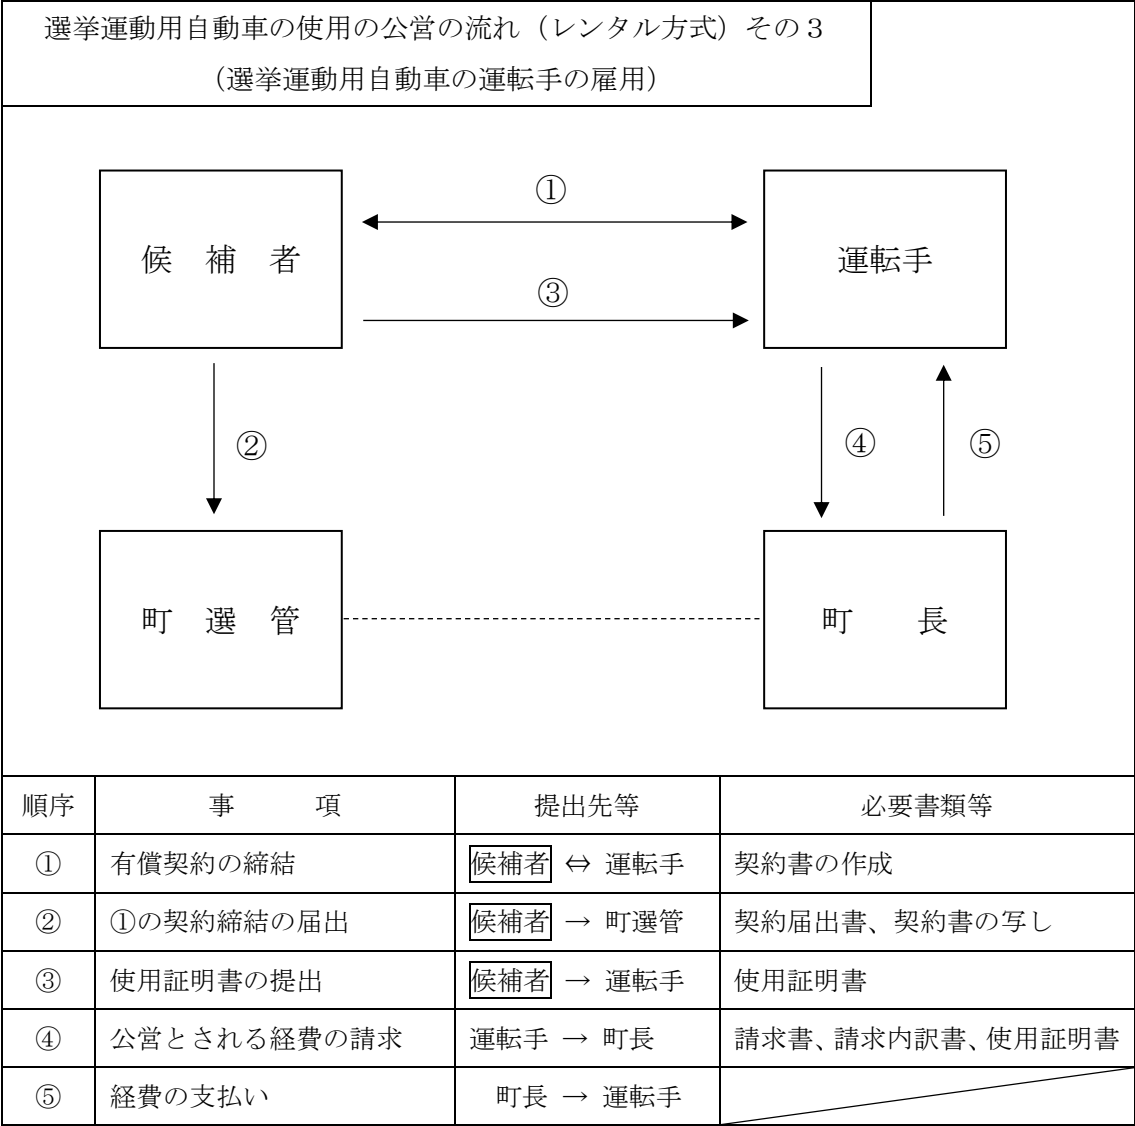 選挙運動用自動車の使用の公営の流れ（レンタル方式）その３
（選挙運動用自動車の運転手の雇用）
①
候　補　者
運転手
③
②
④
⑤
町　選　管
町　　長
順序 事　　項 提出先等 必要書類等
① 有償契約の締結 候補者 ⇔ 運転手 契約書の作成
② ①の契約締結の届出 候補者 → 町選管 契約届出書、契約書の写し
③ 使用証明書の提出 候補者 → 運転手 使用証明書
④ 公営とされる経費の請求 運転手 → 町長 請求書、請求内訳書、使用証明書
⑤ 経費の支払い 町長 → 運転手